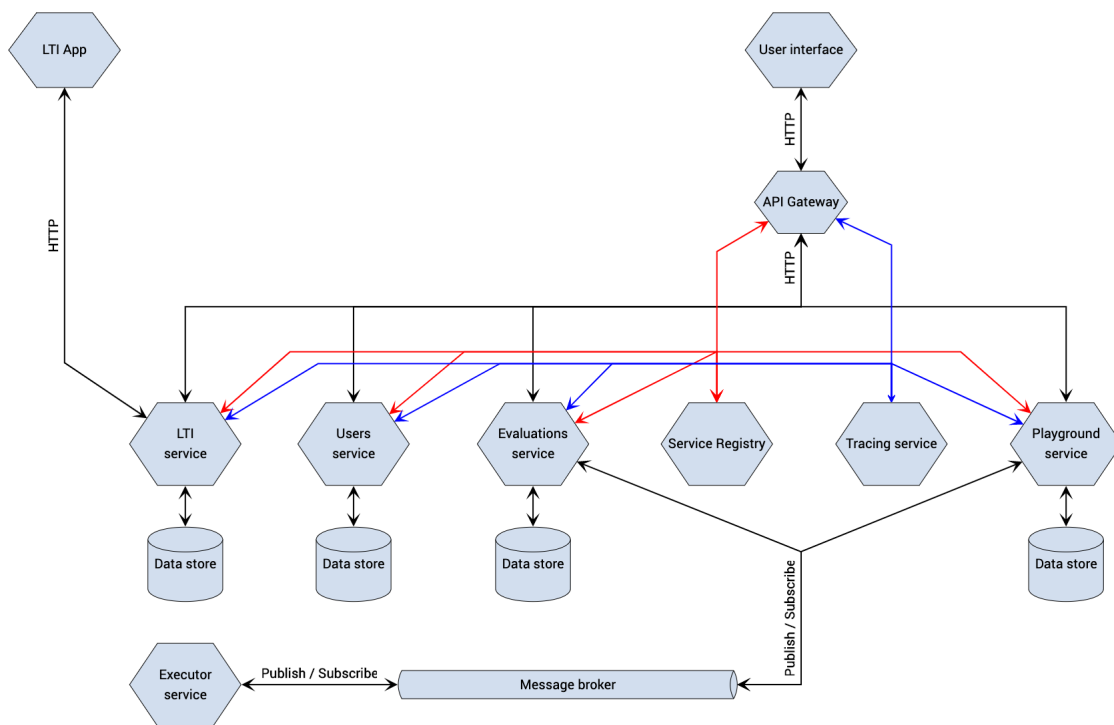 LTI App
User interface
HTTP
API Gateway
HTTP
HTTP
LTI
service
Users
service
Evaluations
service
Service Registry
Tracing service
Playground
service
Data store
Data store
Data store
Data store
Publish / Subscribe
Executor
service
Publish / Subscribe
Message broker